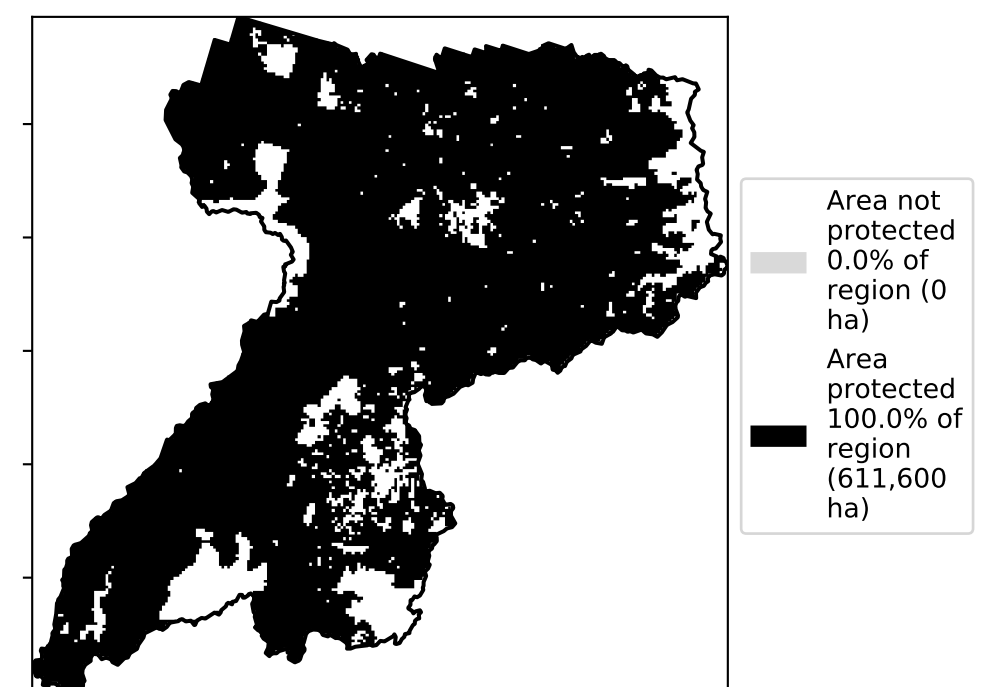 Area not
protected
0.0% of
region (0
ha)
Area
protected
100.0% of
region
(611,600
ha)